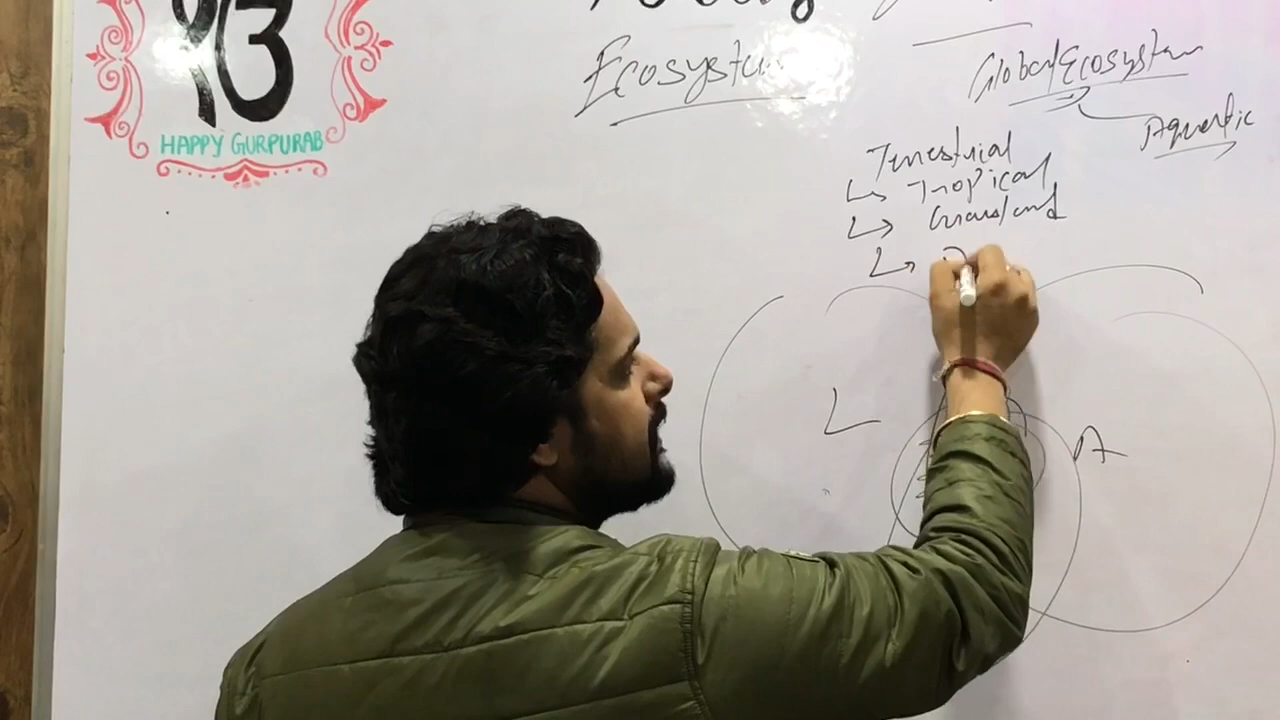 ੴ
HAPPY GURPURAB
Ecosystem
Global Ecosystem
Aquatic
Terrestrial
↳ Tropical
↳ Grassland
L
A